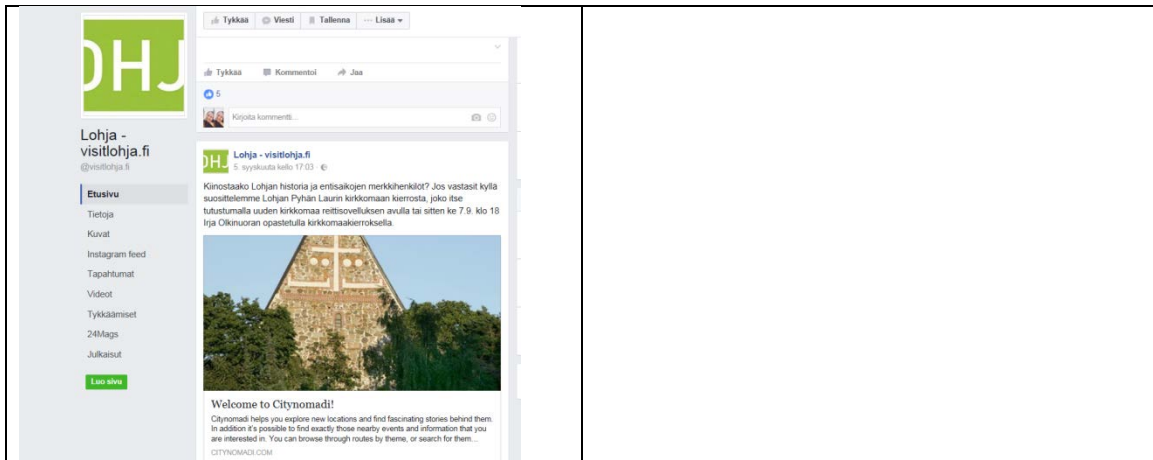 Tykkää Viesti Tallenna ··· Lisää
OHJ
Tykkää Kommentoi Jaa
5
Kirjoita kommentti...
Lohja -
visitlohja.fi
@visitlohja.fi
Etusivu
Tietoja
Kuvat
Instagram feed
Tapahtumat
Videot
Tykkäämiset
24Mags
Julkaisut
Luo sivu
OHJ
Lohja - visitlohja.fi
5. syyskuuta kello 17:03 ·
Kiinostaako Lohjan historia ja entisaikojen merkkihenkilöt? Jos vastasit kyllä
suosittelemme Lohjan Pyhän Laurin kirkkomaan kierrosta, joko itse
tutustumalla uuden kirkkomaa reittisovelluksen avulla tai sitten ke 7.9. klo 18
Irja Olkinuoran opastetulla kirkkomaakierroksella.
Welcome to Citynomadi!
Citynomadi helps you explore new locations and find fascinating stories behind them.
In addition it's possible to find exactly those nearby events and information that you
are interested in. You can browse through routes by theme, or search for them...
CITYNOMADI.COM